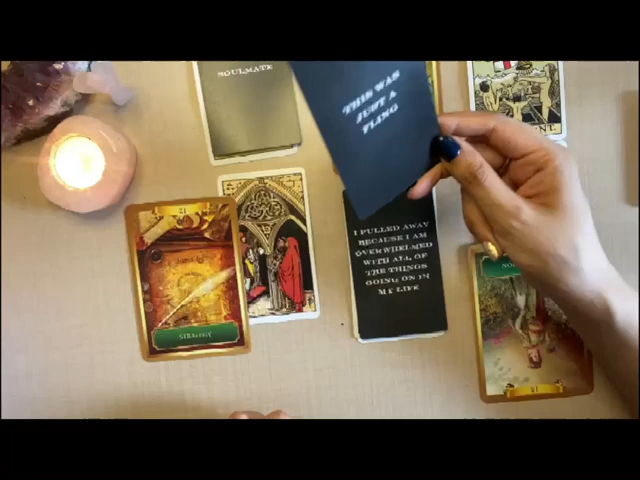 SOULMATE
THIS WAS
JUST A
FLING
I PULLED AWAY
BECAUSE I AM
OVERWHELMED
WITH ALL OF
THE THINGS
GOING ON IN
MY LIFE
21
21